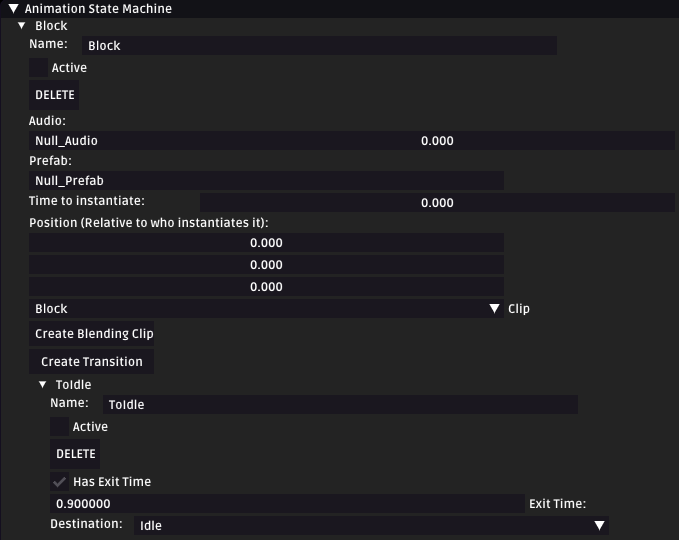 Animation State Machine
Block
Name: Block
Active
DELETE
Audio:
Null_Audio 0.000
Prefab:
Null_Prefab
Time to instantiate: 0.000
Position (Relative to who instantiates it):
0.000
0.000
0.000
Block Clip
Create Blending Clip
Create Transition
ToIdle
Name: ToIdle
Active
DELETE
Has Exit Time
0.900000 Exit Time:
Destination: Idle